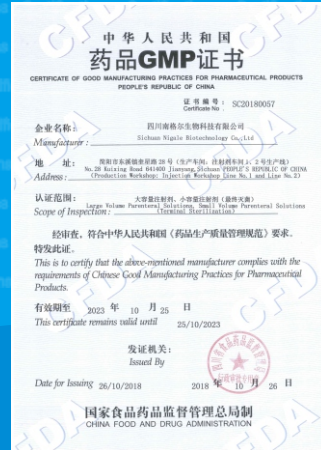 中华人民共和国
药品GMP证书
CERTIFICATE OF GOOD MANUFACTURING PRACTICES FOR PHARMACEUTICAL PRODUCTS
PEOPLE'S REPUBLIC OF CHINA
证书编号: SC20180057
Certificate No :
企业名称: 四川南格尔生物科技有限公司
Manufacturer : Sichuan Nigale Biotechnology Co.,Ltd
地 址: 简阳市东溪镇奎星路 28 号(生产车间、注射剂车间 1、2 号生产线)
Address : No.28 Kuixing Road 641400 Jianyang,Sichuan PEOPLE'S REPUBLIC OF CHINA
(Production Workshop; Injection Workshop Line No.1 and Line No.2)
认证范围: 大容量注射剂、小容量注射剂(最终灭菌)
Scope of Inspection : Large Volume Parenteral Solutions, Small Volume Parenteral Solutions
(Terminal Sterilisation)
经审查,符合中华人民共和国《药品生产质量管理规范》要求,
特发此证。
This is to certify that the above-mentioned manufacturer complies with the
requirements of Chinese Good Manufacturing Practices for Pharmaceutical
Products.
有效期至 2023 年 10 月 25 日
This certificate remains valid until 25/10/2023
发证机关:
Issued By
Date for Issuing 26/10/2018 2018 年 10 月 26 日
国家食品药品监督管理总局制
CHINA FOOD AND DRUG ADMINISTRATION
CFDA